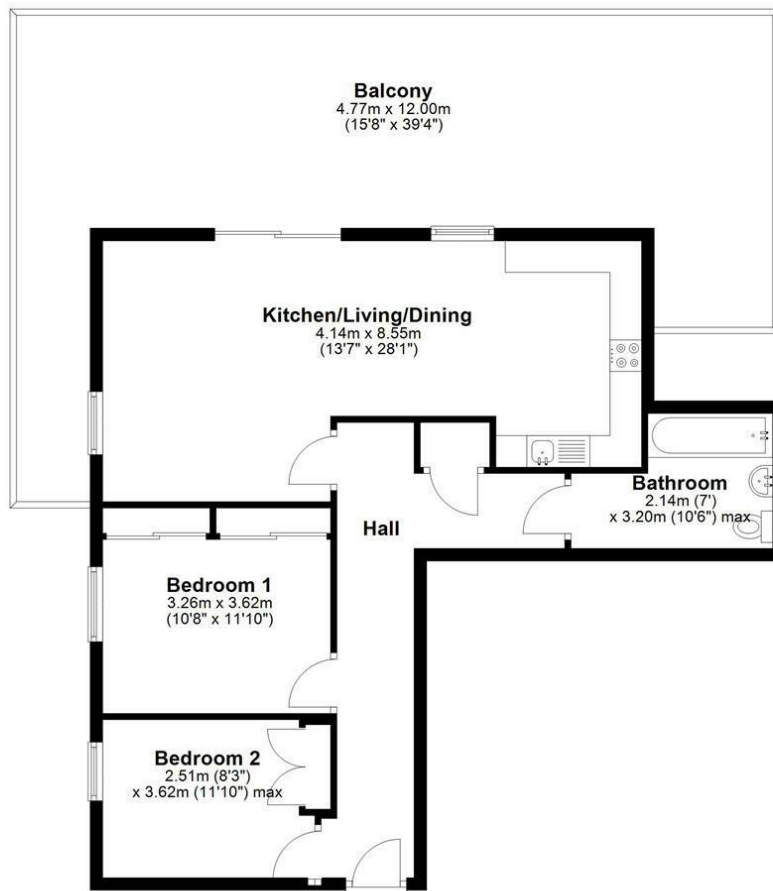 Balcony
4.77m x 12.00m
(15'8" x 39'4")
Kitchen/Living/Dining
4.14m x 8.55m
(13'7" x 28'1")
Bathroom
2.14m (7')
x 3.20m (10'6") max
Hall
Bedroom 1
3.26m x 3.62m
(10'8" x 11'10")
Bedroom 2
2.51m (8'3")
x 3.62m (11'10") max